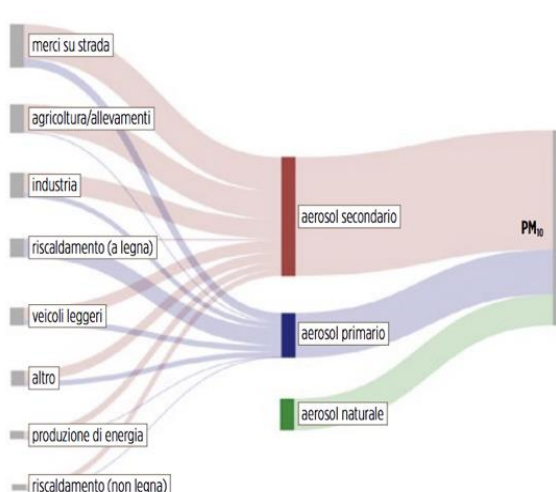 merci su strada
agricoltura/allevamenti
industria
riscaldamento (a legna)
veicoli leggeri
altro
produzione di energia
riscaldamento (non legna)
aerosol secondario
aerosol primario
aerosol naturale
PM₁₀